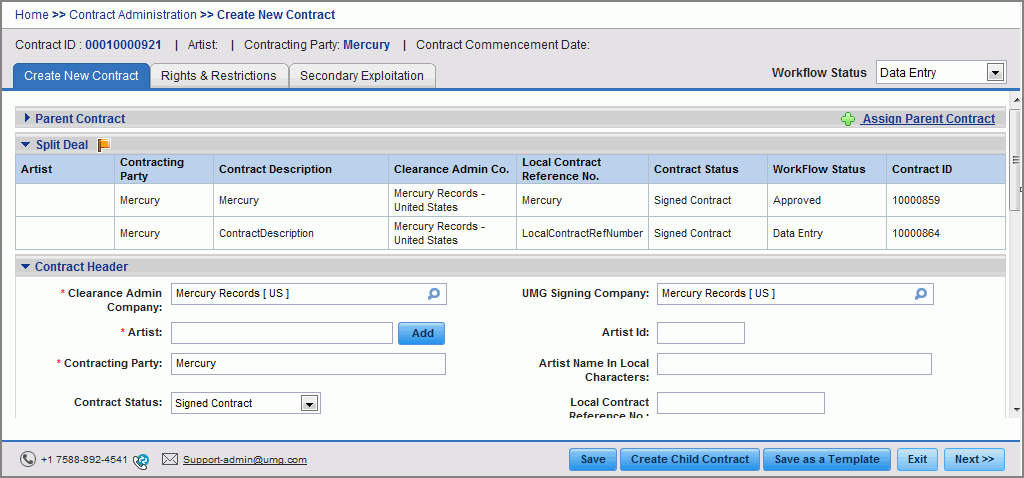 Home >> Contract Administration >> Create New Contract
Contract ID : 00010000921 | Artist: | Contracting Party: Mercury | Contract Commencement Date:
Create New Contract Rights & Restrictions Secondary Exploitation Workflow Status Data Entry
Parent Contract Assign Parent Contract
Split Deal
Artist Contracting Party Contract Description Clearance Admin Co. Local Contract Reference No. Contract Status WorkFlow Status Contract ID
Mercury Mercury Mercury Records - United States Mercury Signed Contract Approved 10000859
Mercury ContractDescription Mercury Records - United States LocalContractRefNumber Signed Contract Data Entry 10000864
Contract Header
* Clearance Admin Company: Mercury Records [ US ] UMG Signing Company: Mercury Records [ US ]
* Artist: Add Artist Id:
* Contracting Party: Mercury Artist Name In Local Characters:
Contract Status: Signed Contract Local Contract Reference No.:
+1 7588-892-4541 Support-admin@umg.com Save Create Child Contract Save as a Template Exit Next >>